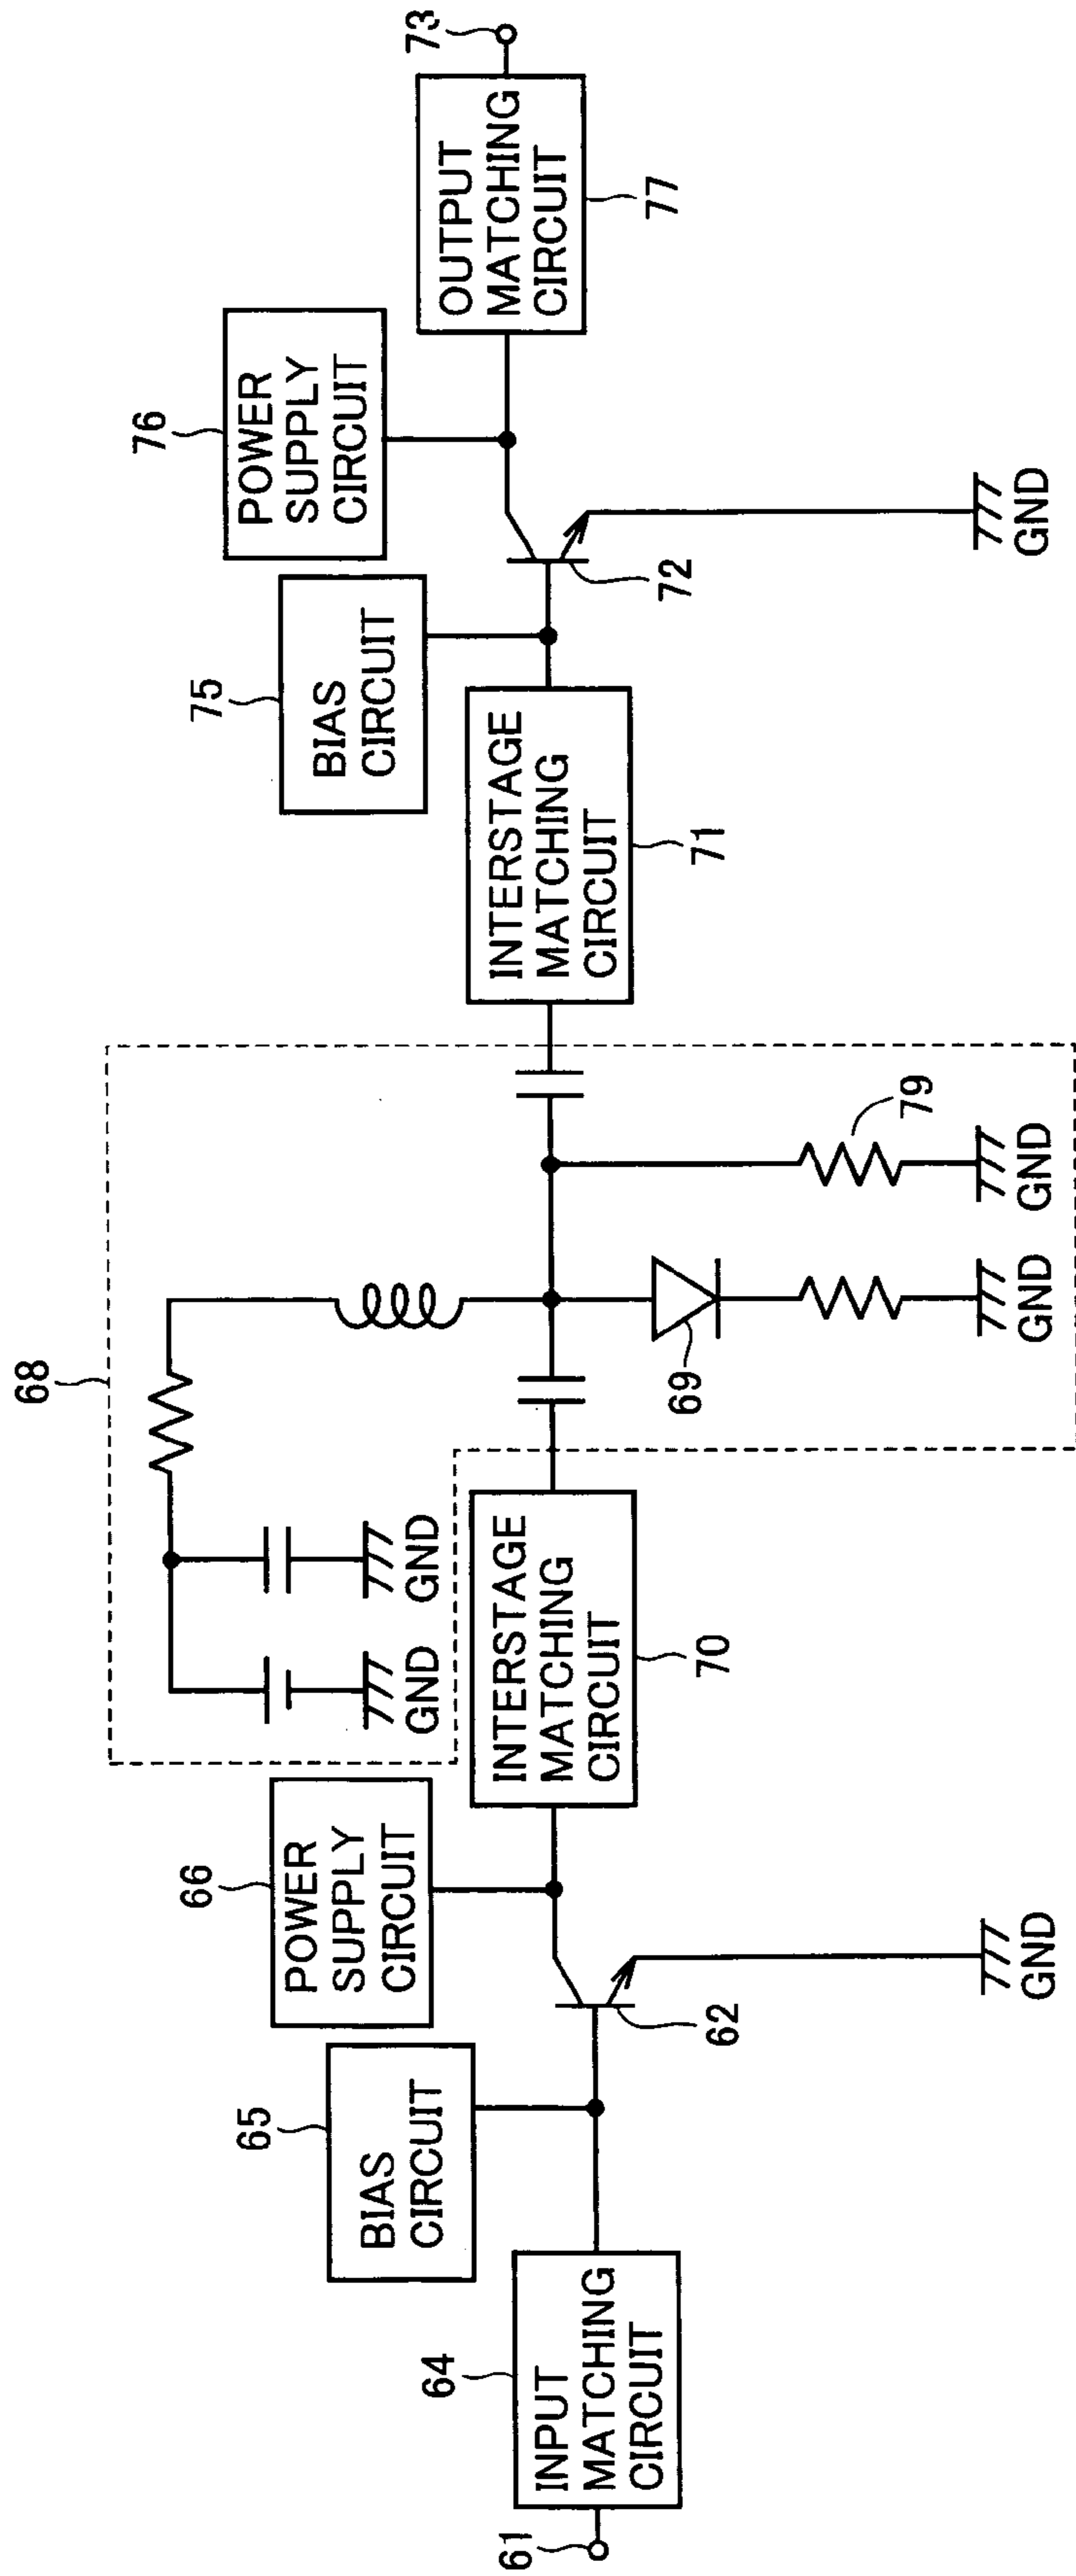 61
64
INPUT
MATCHING
CIRCUIT
65
BIAS
CIRCUIT
62
GND
66
POWER
SUPPLY
CIRCUIT
70
INTERSTAGE
MATCHING
CIRCUIT
68
GND
GND
69
GND
79
GND
71
INTERSTAGE
MATCHING
CIRCUIT
75
BIAS
CIRCUIT
72
GND
76
POWER
SUPPLY
CIRCUIT
77
OUTPUT
MATCHING
CIRCUIT
73